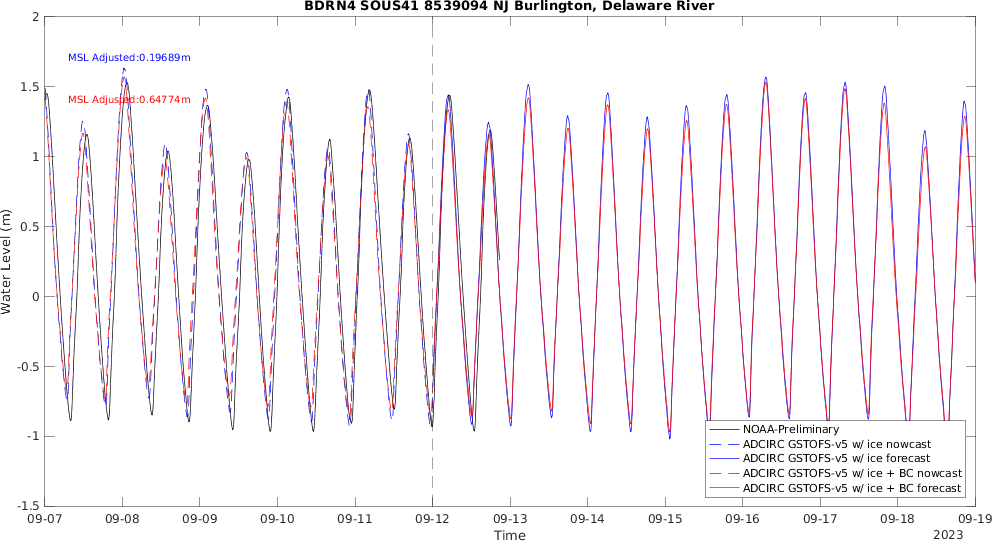 BDRN4 SOUS41 8539094 NJ Burlington, Delaware River
MSL Adjusted:0.19689m
MSL Adjusted:0.64774m
Water Level (m)
2
1.5
1
0.5
0
-0.5
-1
-1.5
09-07 09-08 09-09 09-10 09-11 09-12 09-13 09-14 09-15 09-16 09-17 09-18 09-19
Time
2023
NOAA-Preliminary
ADCIRC GSTOFS-v5 w/ ice nowcast
ADCIRC GSTOFS-v5 w/ ice forecast
ADCIRC GSTOFS-v5 w/ ice + BC nowcast
ADCIRC GSTOFS-v5 w/ ice + BC forecast